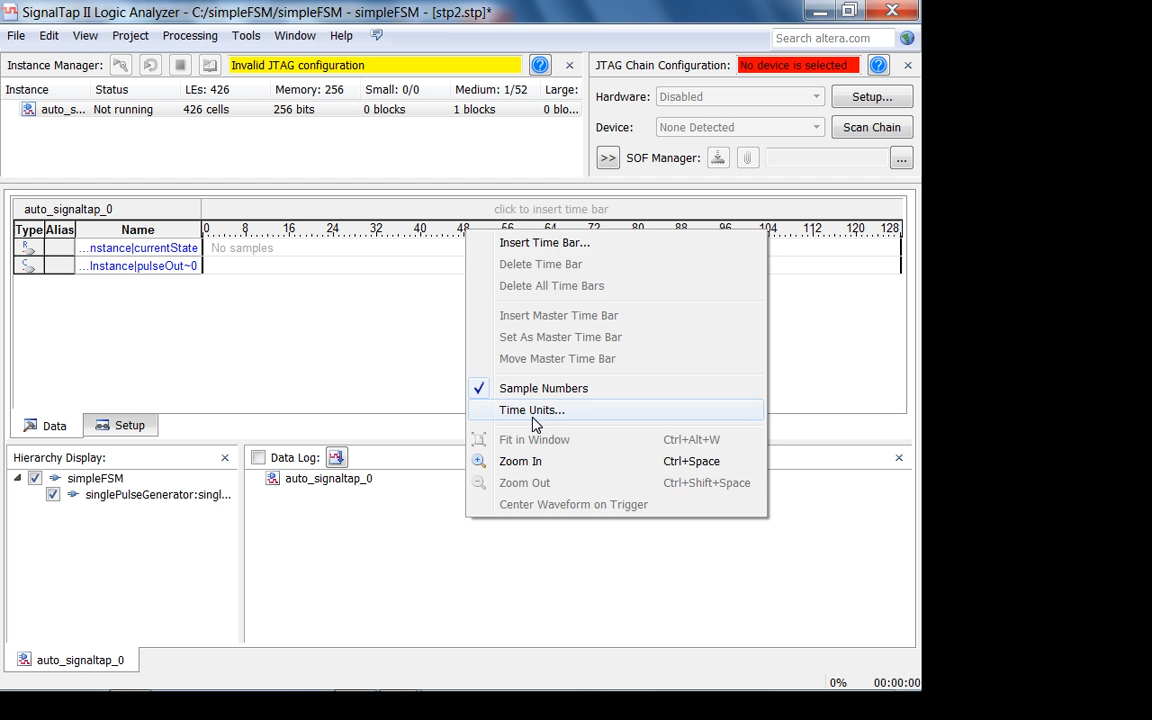 SignalTap II Logic Analyzer - C:/simpleFSM/simpleFSM - simpleFSM - [stp2.stp]*
File Edit View Project Processing Tools Window Help
Search altera.com
Instance Manager: Invalid JTAG configuration
JTAG Chain Configuration: No device is selected
Instance Status LEs: 426 Memory: 256 Small: 0/0 Medium: 1/52 Large:
auto_s... Not running 426 cells 256 bits 0 blocks 1 blocks 0 blo...
Hardware: Disabled Setup...
Device: None Detected Scan Chain
>> SOF Manager: ...
auto_signaltap_0 click to insert time bar
Type Alias Name 0 8 16 24 32 40 48 56 64 72 80 88 96 104 112 120 128
R ...nstance|currentState No samples
C ...Instance|pulseOut~0
Insert Time Bar...
Delete Time Bar
Delete All Time Bars
Insert Master Time Bar
Set As Master Time Bar
Move Master Time Bar
Sample Numbers
Time Units...
Fit in Window Ctrl+Alt+W
Zoom In Ctrl+Space
Zoom Out Ctrl+Shift+Space
Center Waveform on Trigger
Data Setup
Hierarchy Display:
simpleFSM
singlePulseGenerator:singl...
Data Log:
auto_signaltap_0
auto_signaltap_0
0% 00:00:00